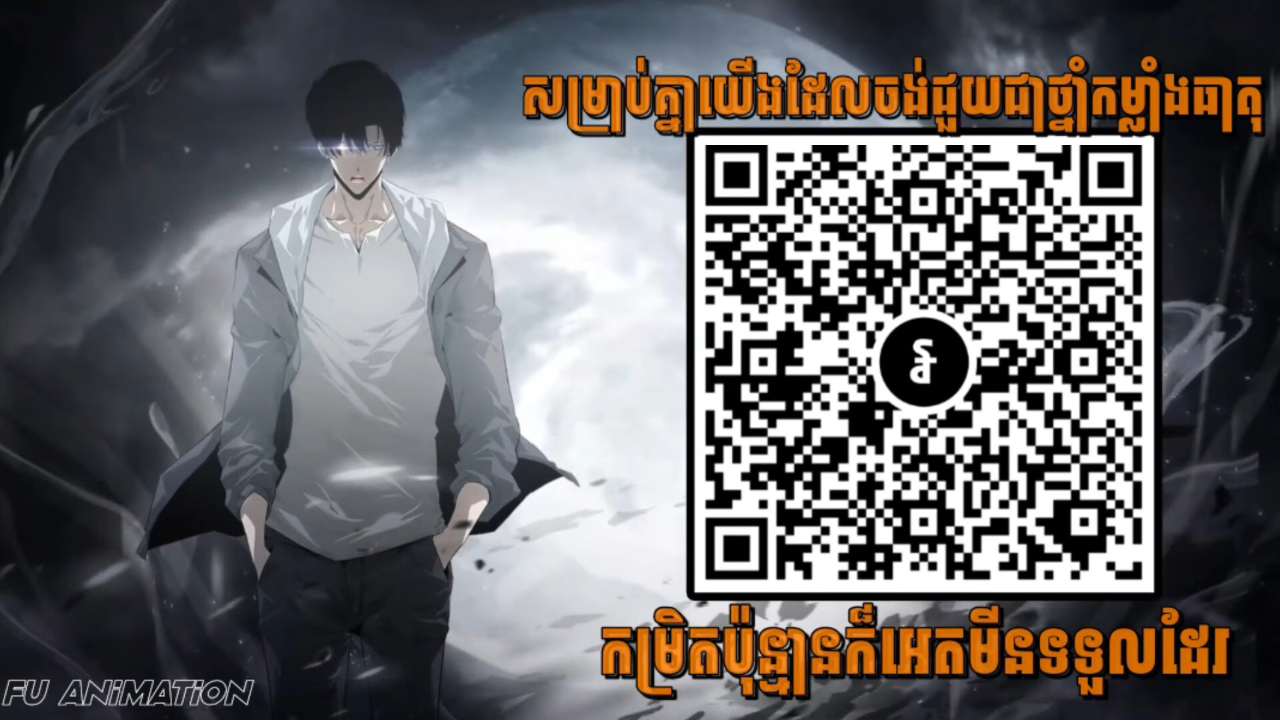 សម្រាប់គ្នាយើងដែលចង់ជួយជាថ្នាំកម្លាំងធាតុ
កម្រិតប៉ុន្មានក៏អេតមីនទទួលដែរ
FU ANiMATiON